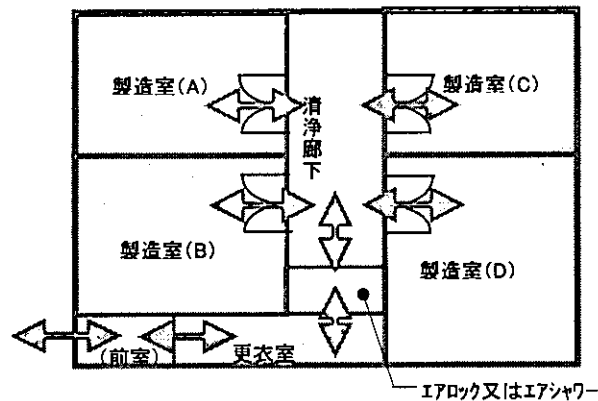 製造室(A)
製造室(C)
清浄廊下
製造室(B)
製造室(D)
(前室)
更衣室
エアロック又はエアシャワー